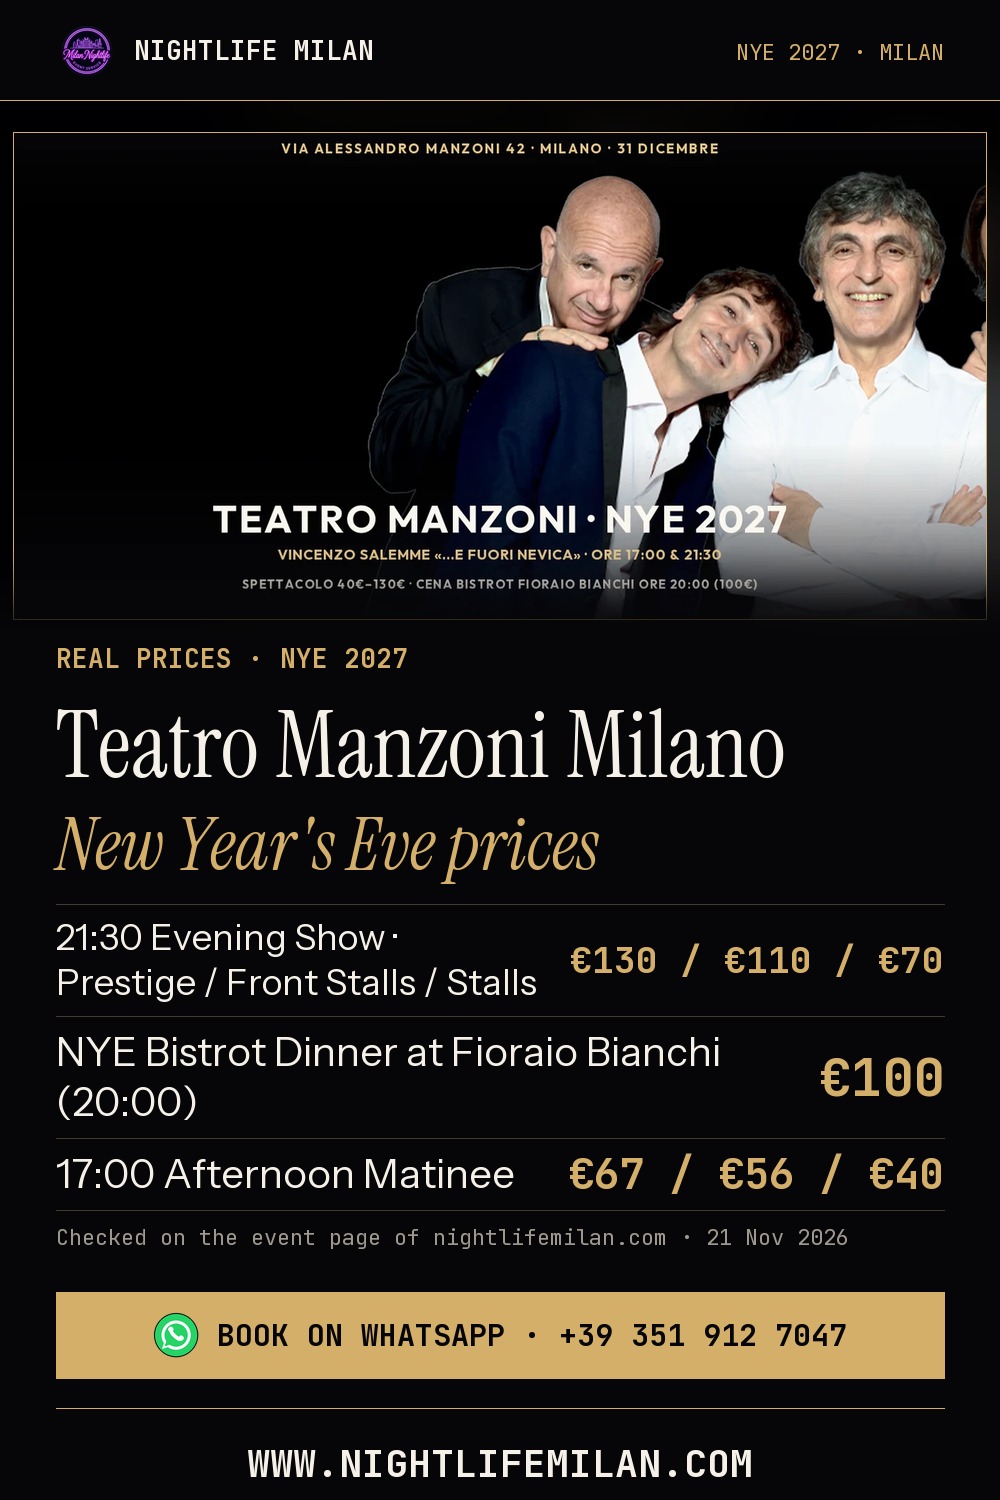 Milan Nightlife
NIGHTLIFE MILAN
NYE 2027 · MILAN
VIA ALESSANDRO MANZONI 42 · MILANO · 31 DICEMBRE
TEATRO MANZONI · NYE 2027
VINCENZO SALEMME «...E FUORI NEVICA» · ORE 17:00 & 21:30
SPETTACOLO 40€–130€ · CENA BISTROT FIORAIO BIANCHI ORE 20:00 (100€)
REAL PRICES · NYE 2027
Teatro Manzoni Milano
New Year's Eve prices
21:30 Evening Show ·
Prestige / Front Stalls / Stalls
€130 / €110 / €70
NYE Bistrot Dinner at Fioraio Bianchi
(20:00)
€100
17:00 Afternoon Matinee
€67 / €56 / €40
Checked on the event page of nightlifemilan.com · 21 Nov 2026
BOOK ON WHATSAPP · +39 351 912 7047
WWW.NIGHTLIFEMILAN.COM